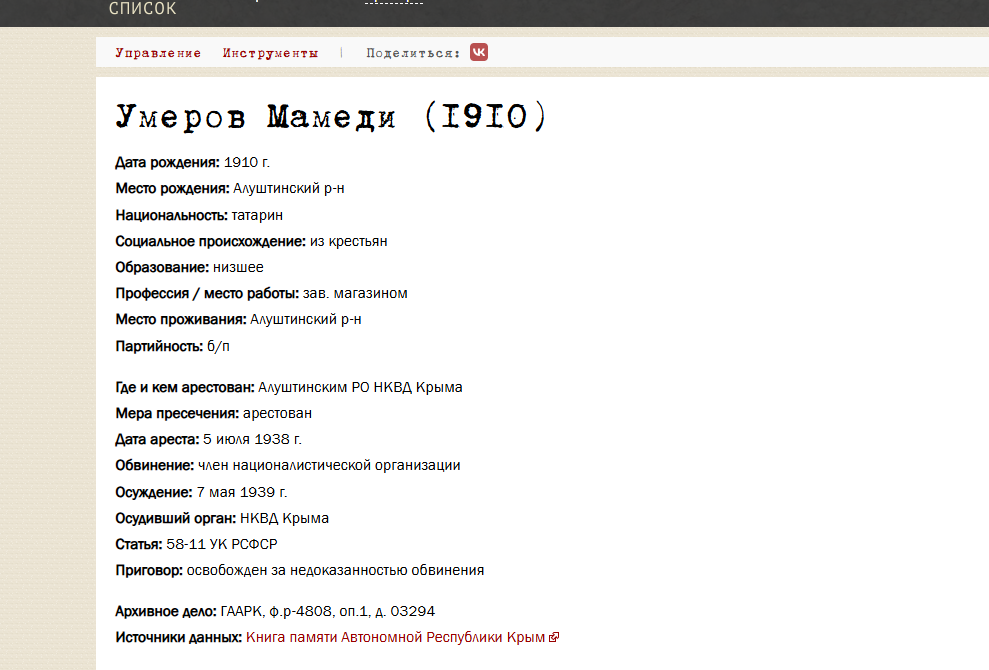 СПИСОК
Управление Инструменты | Поделиться:
Умеров Мамеди (1910)
Дата рождения: 1910 г.
Место рождения: Алуштинский р-н
Национальность: татарин
Социальное происхождение: из крестьян
Образование: низшее
Профессия / место работы: зав. магазином
Место проживания: Алуштинский р-н
Партийность: б/п
Где и кем арестован: Алуштинским РО НКВД Крыма
Мера пресечения: арестован
Дата ареста: 5 июля 1938 г.
Обвинение: член националистической организации
Осуждение: 7 мая 1939 г.
Осудивший орган: НКВД Крыма
Статья: 58-11 УК РСФСР
Приговор: освобожден за недоказанностью обвинения
Архивное дело: ГААРК, ф.р-4808, оп.1, д. 03294
Источники данных: Книга памяти Автономной Республики Крым